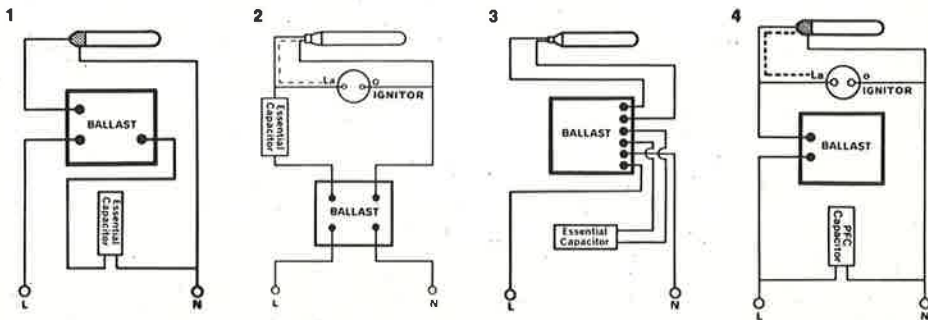 1
BALLAST
Essential
Capacitor
L
N
2
La
o
IGNITOR
Essential
Capacitor
BALLAST
L
N
3
BALLAST
Essential
Capacitor
L
N
4
La
o
IGNITOR
BALLAST
PFC
Capacitor
L
N